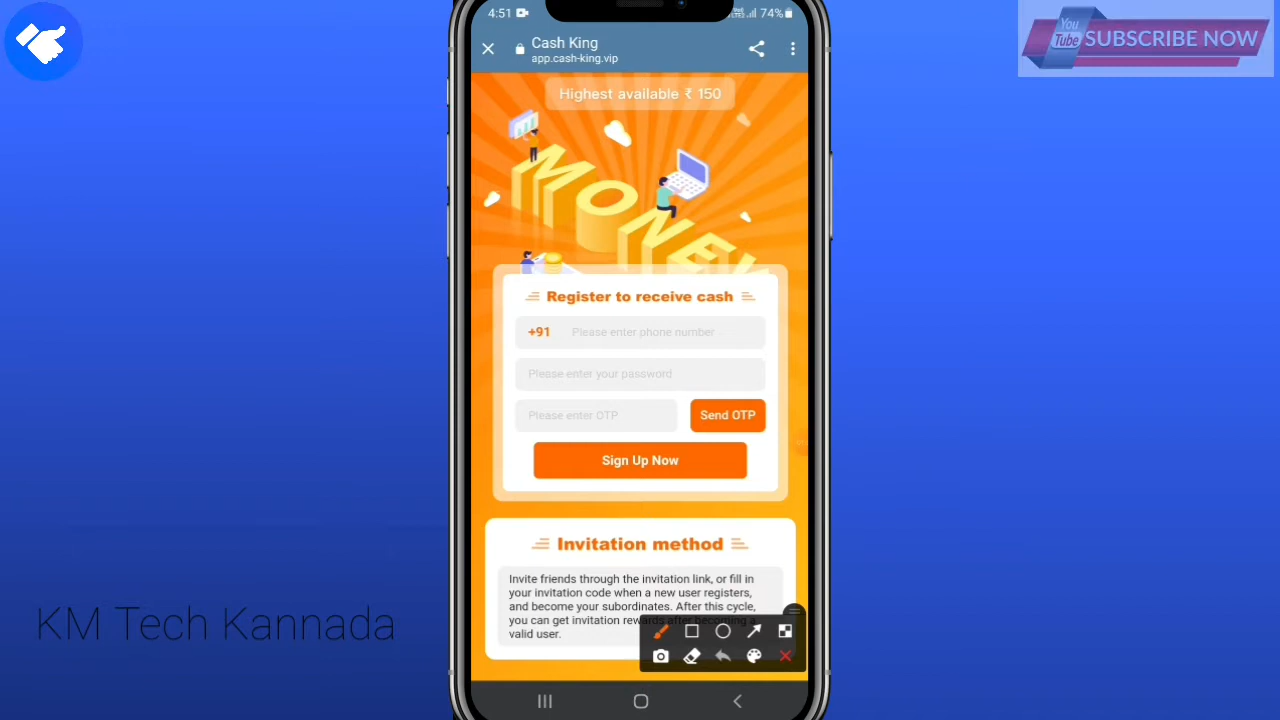 4:51
74%
You
Tube
SUBSCRIBE NOW
Cash King
app.cash-king.vip
Highest available ₹ 150
MONEY
Register to receive cash
+91 Please enter phone number
Please enter your password
Please enter OTP
Send OTP
Sign Up Now
Invitation method
Invite friends through the invitation link, or fill in
your invitation code when a new user registers,
and become your subordinates. After this cycle,
you can get invitation rewards after becoming a
valid user.
KM Tech Kannada